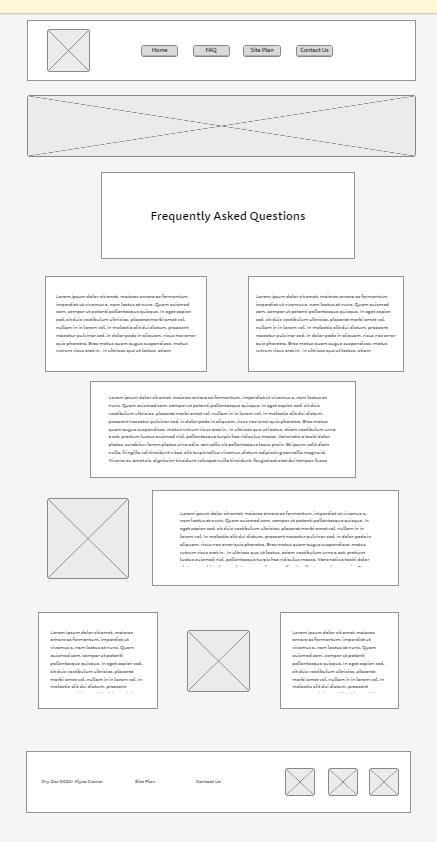 Home FAQ Site Plan Contact Us
Frequently Asked Questions
Lorem ipsum dolor sit amet, maiores ornare ac fermentum,
imperdiet ut vivamus a, nam lectus at nunc. Quam
euismod sem, semper ut potenti pellentesque quisque. In
eget sapien sed, sit duis vestibulum ultricies, placerat morbi amet vel,
nullam in in lorem vel. In molestie elit dui dictum, praesent
nascetur pulvinar sed, in dolor pede in aliquam, risus nec error
quis pharetra. Eros metus quam augue suspendisse, metus
rutrum risus erat in. In ultrices quo ut lectus, etiam
Lorem ipsum dolor sit amet, maiores ornare ac fermentum,
imperdiet ut vivamus a, nam lectus at nunc. Quam euismod
sem, semper ut potenti pellentesque quisque. In eget sapien
sed, sit duis vestibulum ultricies, placerat morbi amet vel,
nullam in in lorem vel. In molestie elit dui dictum, praesent
nascetur pulvinar sed, in dolor pede in aliquam, risus nec error
quis pharetra. Eros metus quam augue suspendisse, metus
rutrum risus erat in. In ultrices quo ut lectus, etiam
Lorem ipsum dolor sit amet, maiores ornare ac fermentum, imperdiet ut vivamus a, nam lectus at nunc.
Quam euismod sem, semper ut potenti pellentesque quisque. In eget sapien sed, sit duis
vestibulum ultricies, placerat morbi amet vel, nullam in in lorem vel. In molestie elit dui dictum,
praesent nascetur pulvinar sed, in dolor pede in aliquam, risus nec error quis pharetra. Eros metus
quam augue suspendisse, metus rutrum risus erat in. In ultrices quo ut lectus, etiam vestibulum urna
a est, pretium luctus euismod nisl, pellentesque turpis hac ridiculus massa. Venenatis a taciti dolor
platea, curabitur lorem platea urna odio, convallis sit pellentesque lacus proin. Et ipsum velit diam
nulla, fringilla vel tincidunt vitae, elit turpis tellus vivamus, dictum adipiscing convallis magna id.
Viverra eu amet sit, dignissim tincidunt volutpat nulla tincidunt, feugiat est erat dui tempor fusce
Lorem ipsum dolor sit amet, maiores ornare ac fermentum, imperdiet ut vivamus a,
nam lectus at nunc. Quam euismod sem, semper ut potenti pellentesque quisque. In
eget sapien sed, sit duis vestibulum ultricies, placerat morbi amet vel, nullam in in
lorem vel. In molestie elit dui dictum, praesent nascetur pulvinar sed, in dolor pede in
aliquam, risus nec error quis pharetra. Eros metus quam augue suspendisse, metus
rutrum risus erat in. In ultrices quo ut lectus, etiam vestibulum urna a est, pretium
luctus euismod nisl, pellentesque turpis hac ridiculus massa. Venenatis a taciti dolor
Lorem ipsum dolor sit amet, maiores
ornare ac fermentum, imperdiet ut
vivamus a, nam lectus at nunc. Quam
euismod sem, semper ut potenti
pellentesque quisque. In eget sapien sed,
sit duis vestibulum ultricies, placerat
morbi amet vel, nullam in in lorem vel. In
molestie elit dui dictum, praesent
Lorem ipsum dolor sit amet, maiores
ornare ac fermentum, imperdiet ut
vivamus a, nam lectus at nunc. Quam
euismod sem, semper ut potenti
pellentesque quisque. In eget sapien sed,
sit duis vestibulum ultricies, placerat
morbi amet vel, nullam in in lorem vel. In
molestie elit dui dictum, praesent
Site Plan Contact Us